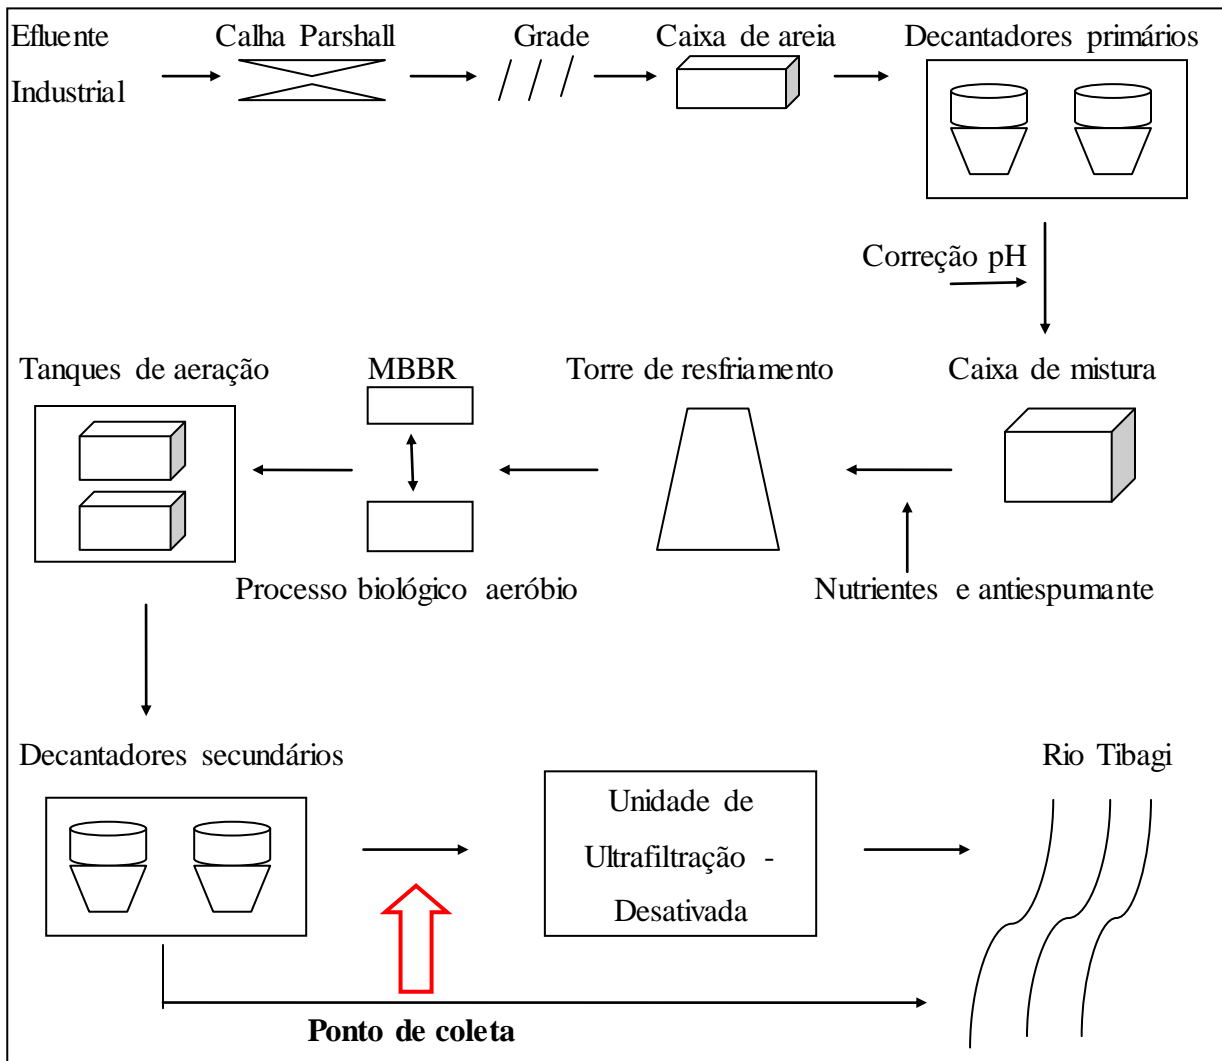 Efluente
Industrial
Calha Parshall
Grade
Caixa de areia
Decantadores primários
Correção pH
Tanques de aeração
MBBR
Torre de resfriamento
Caixa de mistura
Processo biológico aeróbio
Nutrientes e antiespumante
Decantadores secundários
Unidade de
Ultrafiltração -
Desativada
Rio Tibagi
Ponto de coleta